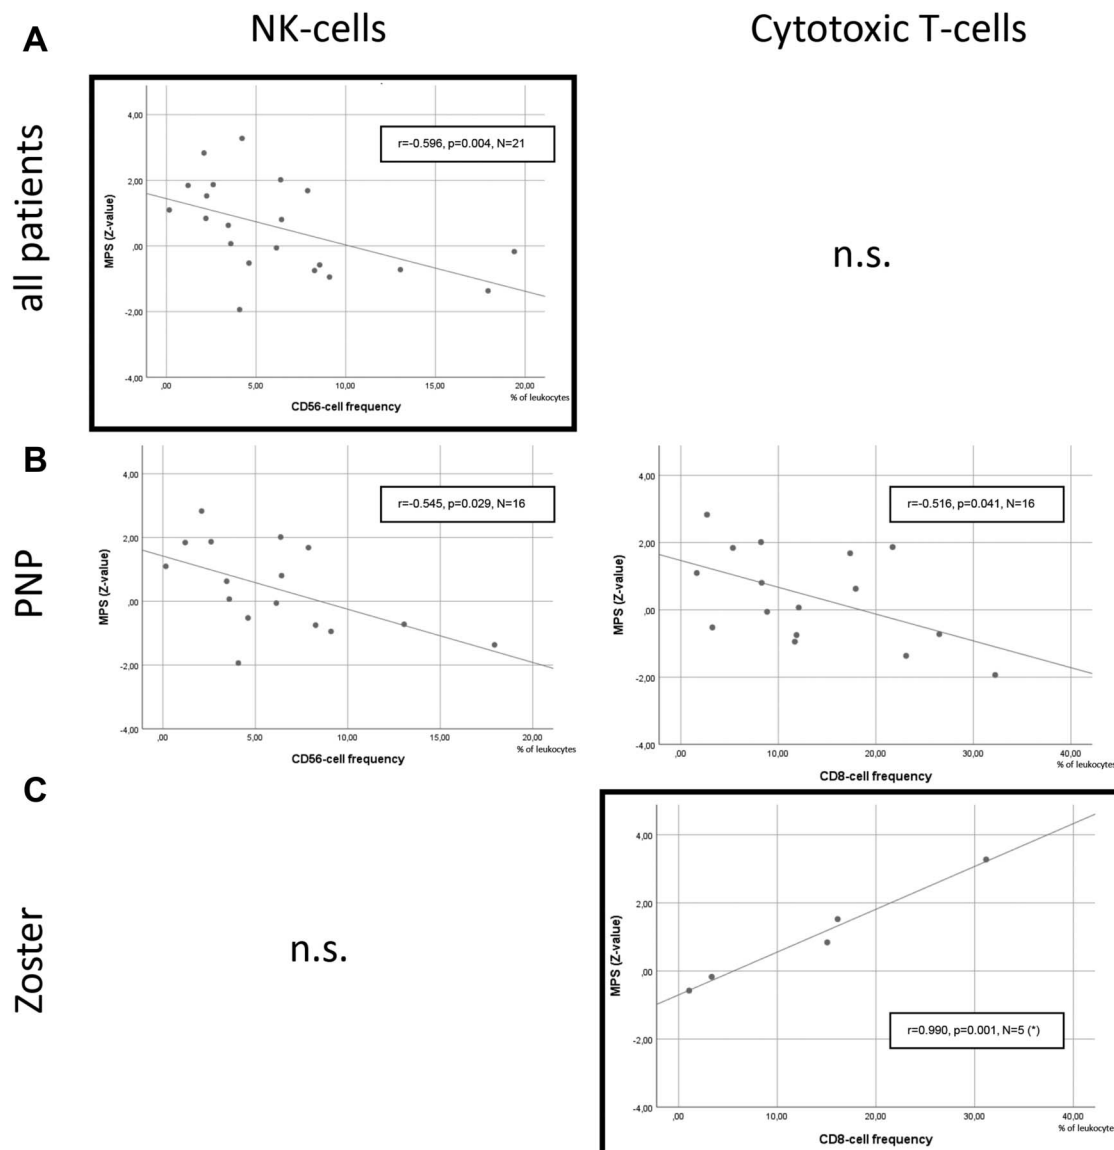 NK-cells
Cytotoxic T-cells
A
all patients
4,00
2,00
,00
-2,00
-4,00
MPS (Z-value)
r=-0.596, p=0.004, N=21
,00
5,00
10,00
15,00
20,00
% of leukocytes
CD56-cell frequency
n.s.
B
PNP
4,00
2,00
,00
-2,00
-4,00
MPS (Z-value)
r=-0.545, p=0.029, N=16
,00
5,00
10,00
15,00
20,00
% of leukocytes
CD56-cell frequency
4,00
2,00
,00
-2,00
-4,00
MPS (Z-value)
r=-0.516, p=0.041, N=16
,00
10,00
20,00
30,00
40,00
% of leukocytes
CD8-cell frequency
C
Zoster
n.s.
4,00
2,00
,00
-2,00
-4,00
MPS (Z-value)
r=0.990, p=0.001, N=5 (*)
,00
10,00
20,00
30,00
40,00
% of leukocytes
CD8-cell frequency